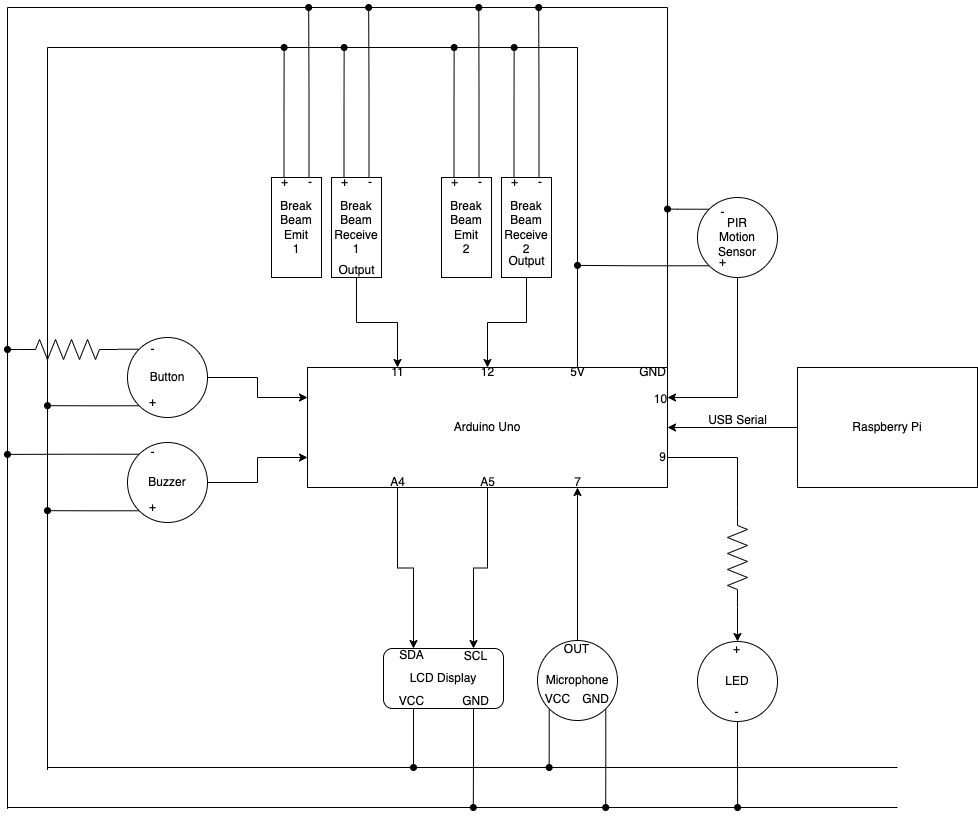 + - + - + - + -
Break
Beam
Emit
1
Break
Beam
Receive
1
Output
Break
Beam
Emit
2
Break
Beam
Receive
2
Output
-
PIR
Motion
Sensor
+
-
Button
+
11 12 5V GND
10
Arduino Uno
USB Serial
Raspberry Pi
9
-
Buzzer
+
A4 A5 7
SDA SCL
LCD Display
VCC GND
OUT
Microphone
VCC GND
+
LED
-